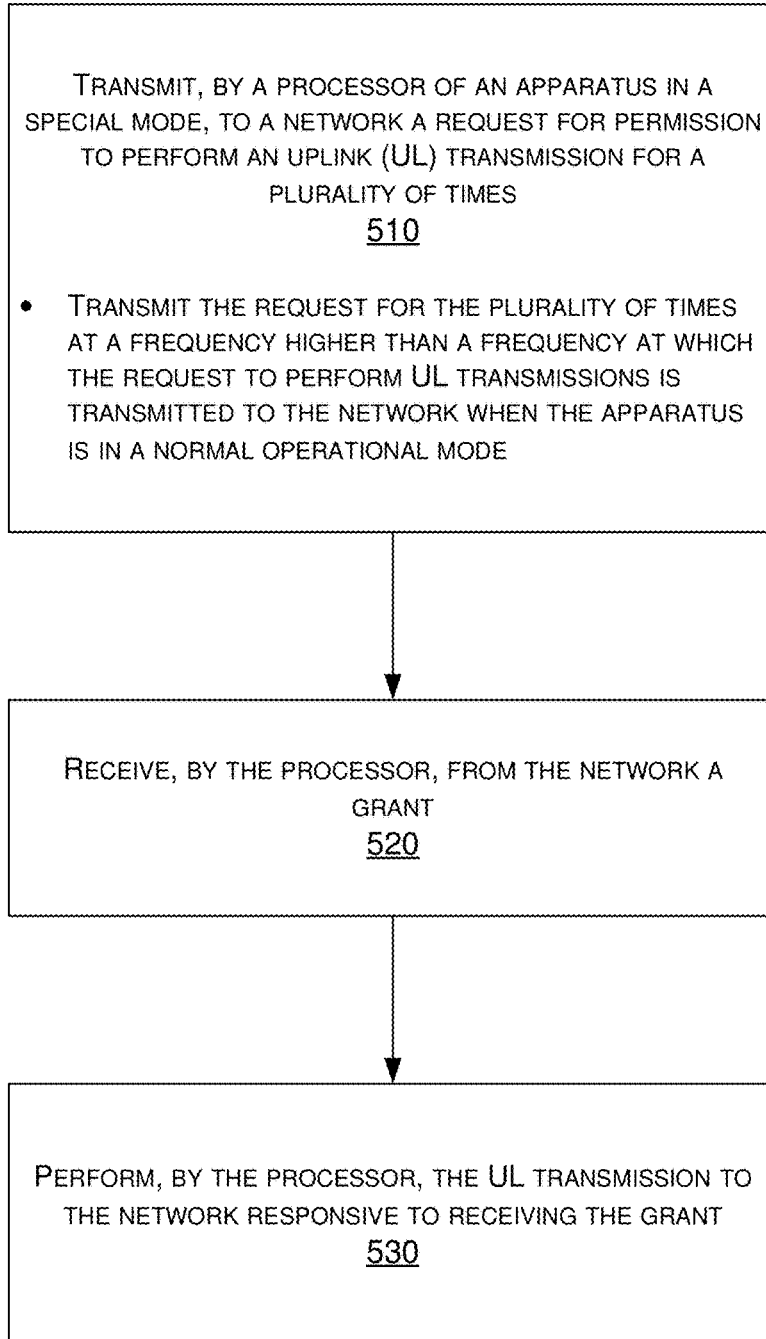 TRANSMIT, BY A PROCESSOR OF AN APPARATUS IN A
SPECIAL MODE, TO A NETWORK A REQUEST FOR PERMISSION
TO PERFORM AN UPLINK (UL) TRANSMISSION FOR A
PLURALITY OF TIMES
510
• TRANSMIT THE REQUEST FOR THE PLURALITY OF TIMES
AT A FREQUENCY HIGHER THAN A FREQUENCY AT WHICH
THE REQUEST TO PERFORM UL TRANSMISSIONS IS
TRANSMITTED TO THE NETWORK WHEN THE APPARATUS
IS IN A NORMAL OPERATIONAL MODE
RECEIVE, BY THE PROCESSOR, FROM THE NETWORK A
GRANT
520
PERFORM, BY THE PROCESSOR, THE UL TRANSMISSION TO
THE NETWORK RESPONSIVE TO RECEIVING THE GRANT
530